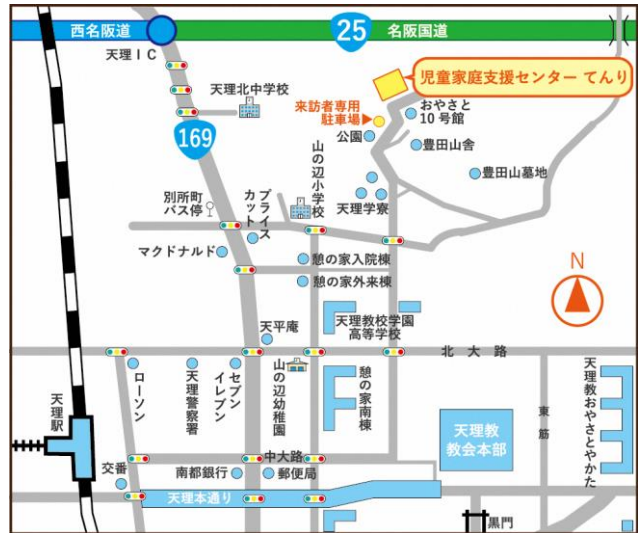 西名阪道
25
名阪国道
天理IC
天理北中学校
児童家庭支援センター てんり
来訪者専用
駐車場▶
おやさと
10号館
公園
豊田山舎
169
豊田山墓地
山の辺小学校
別所町
バス停
プライス
カット
天理学寮
マクドナルド
憩の家入院棟
憩の家外来棟
N
天理教校学園
高等学校
天平庵
北大路
天理駅
ローソン
天理警察署
セブン
イレブン
山の辺幼稚園
憩の家南棟
天理教
教会本部
東筋
天理教おやさとやかた
中大路
交番
南都銀行
郵便局
天理本通り
黒門